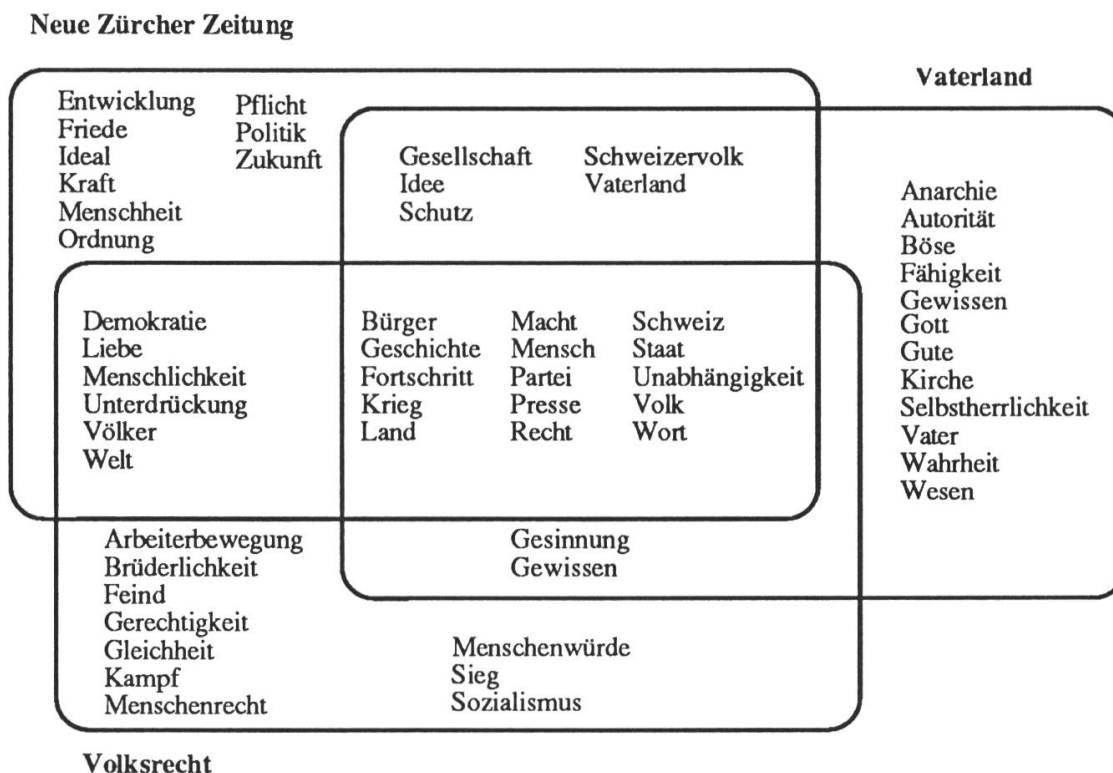 Neue Zürcher Zeitung
Vaterland
Entwicklung
Friede
Ideal
Kraft
Menschheit
Ordnung
Pflicht
Politik
Zukunft
Gesellschaft
Idee
Schutz
Schweizervolk
Vaterland
Anarchie
Autorität
Böse
Fähigkeit
Gewissen
Gott
Gute
Kirche
Selbstherrlichkeit
Vater
Wahrheit
Wesen
Demokratie
Liebe
Menschlichkeit
Unterdrückung
Völker
Welt
Bürger
Geschichte
Fortschritt
Krieg
Land
Macht
Mensch
Partei
Presse
Recht
Schweiz
Staat
Unabhängigkeit
Volk
Wort
Arbeiterbewegung
Brüderlichkeit
Feind
Gerechtigkeit
Gleichheit
Kampf
Menschenrecht
Gesinnung
Gewissen
Menschenwürde
Sieg
Sozialismus
Volksrecht